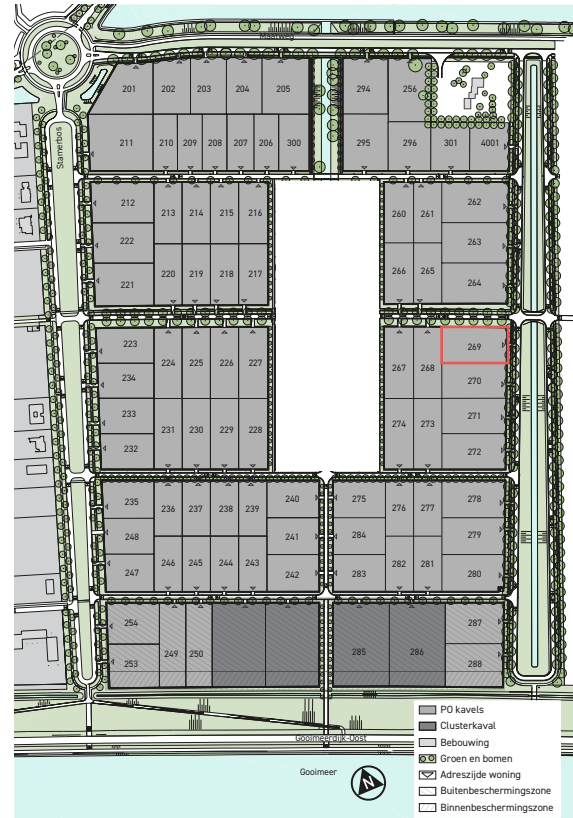 Maatweg
Stamerbos
201 202 203 204 205 294 256
211 210 209 208 207 206 300 295 296 301 4001
212 213 214 215 216 260 261 262
222 263
221 220 219 218 217 266 265 264
223 224 225 226 227 267 268 269
234 270
233 231 230 229 228 274 273 271
232 272
235 236 237 238 239 240 275 276 277 278
248 241 284 279
247 246 245 244 243 242 283 282 281 280
254 287
253 249 250 285 286 288
Gooimeerdijk-Oost
Gooimeer
N
PO kavels
Clusterkaval
Bebouwing
Groen en bomen
Adreszijde woning
Buitenbeschermingszone
Binnenbeschermingszone